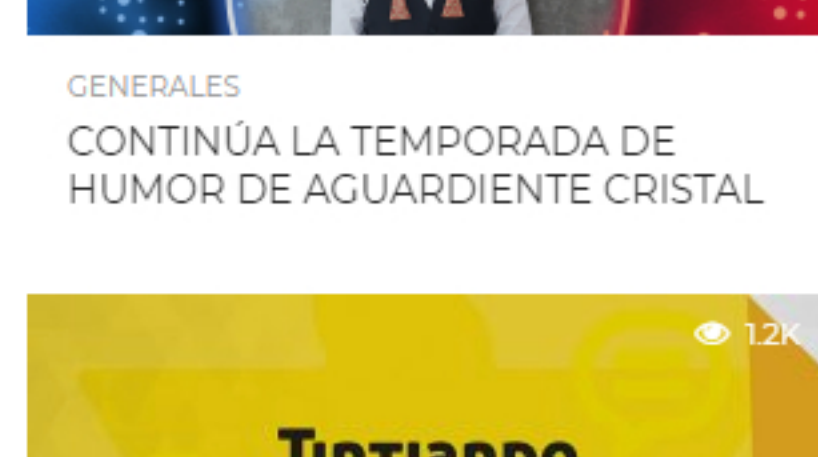 GENERALES
CONTINÚA LA TEMPORADA DE
HUMOR DE AGUARDIENTE CRISTAL
1.2K